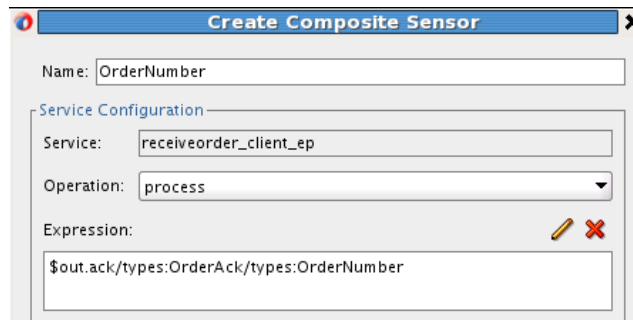 Create Composite Sensor
Name: OrderNumber
Service Configuration
Service: receiveorder_client_ep
Operation: process
Expression:
$out.ack/types:OrderAck/types:OrderNumber